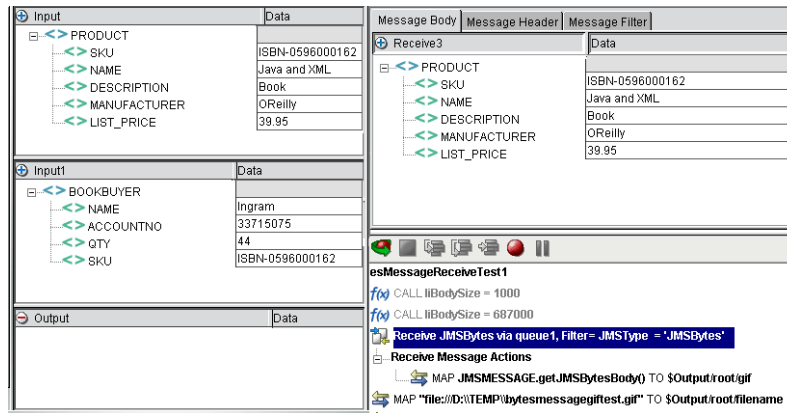 Input Data
PRODUCT
SKU ISBN-0596000162
NAME Java and XML
DESCRIPTION Book
MANUFACTURER OReilly
LIST_PRICE 39.95
Input1 Data
BOOKBUYER
NAME Ingram
ACCOUNTNO 33715075
QTY 44
SKU ISBN-0596000162
Output Data
Message Body Message Header Message Filter
Receive3 Data
PRODUCT
SKU ISBN-0596000162
NAME Java and XML
DESCRIPTION Book
MANUFACTURER OReilly
LIST_PRICE 39.95
esMessageReceiveTest1
f(x) CALL liBodySize = 1000
f(x) CALL liBodySize = 687000
Receive JMSBytes via queue1, Filter= JMSType = 'JMSBytes'
Receive Message Actions
MAP JMSMESSAGE.getJMSBytesBody() TO $Output/root/gif
MAP "file:///D:\\TEMP\\bytesmessagegiftest.gif" TO $Output/root/filename